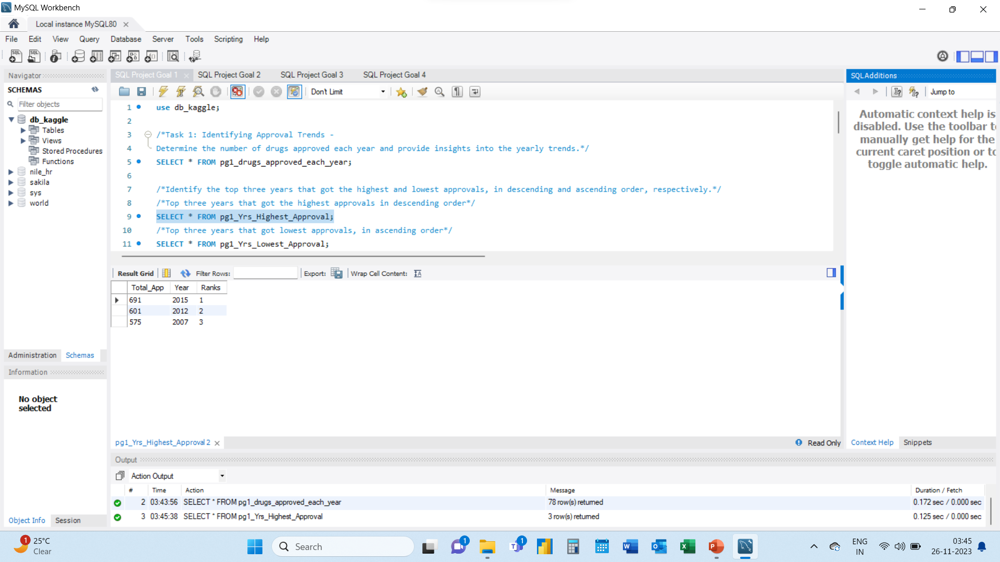 MySQL Workbench
Local instance MySQL80
File Edit View Query Database Server Tools Scripting Help
Navigator
SCHEMAS
Filter objects
db_kaggle
Tables
Views
Stored Procedures
Functions
nile_hr
sakila
sys
world
Administration Schemas
Information
No object
selected
Object Info Session
SQL Project Goal 1 SQL Project Goal 2 SQL Project Goal 3 SQL Project Goal 4
Don't Limit
1 use db_kaggle;
2
3 /*Task 1: Identifying Approval Trends -
4 Determine the number of drugs approved each year and provide insights into the yearly trends.*/
5 SELECT * FROM pg1_drugs_approved_each_year;
6
7 /*Identify the top three years that got the highest and lowest approvals, in descending and ascending order, respectively.*/
8 /*Top three years that got the highest approvals in descending order*/
9 SELECT * FROM pg1_Yrs_Highest_Approval;
10 /*Top three years that got lowest approvals, in ascending order*/
11 SELECT * FROM pg1_Yrs_Lowest_Approval;
Result Grid Filter Rows: Export: Wrap Cell Content:
Total_App Year Ranks
691 2015 1
601 2012 2
575 2007 3
pg1_Yrs_Highest_Approval 2
Read Only
SQLAdditions
Jump to
Automatic context help is
disabled. Use the toolbar t
manually get help for the
current caret position or to
toggle automatic help.
Context Help Snippets
Output
Action Output
# Time Action Message Duration / Fetch
2 03:43:56 SELECT * FROM pg1_drugs_approved_each_year 78 row(s) returned 0.172 sec / 0.000 sec
3 03:45:38 SELECT * FROM pg1_Yrs_Highest_Approval 3 row(s) returned 0.125 sec / 0.000 sec
1 25°C
Clear
Search
1
1
ENG
IN
03:45
26-11-2023